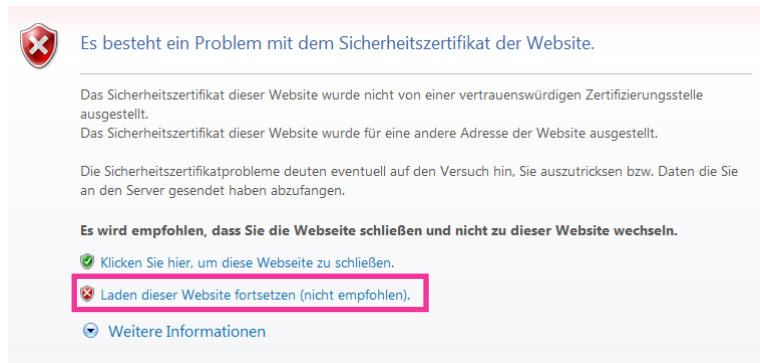 Es besteht ein Problem mit dem Sicherheitszertifikat der Website.
Das Sicherheitszertifikat dieser Website wurde nicht von einer vertrauenswürdigen Zertifizierungsstelle
ausgestellt.
Das Sicherheitszertifikat dieser Website wurde für eine andere Adresse der Website ausgestellt.
Die Sicherheitszertifikatprobleme deuten eventuell auf den Versuch hin, Sie auszutricksen bzw. Daten die Sie
an den Server gesendet haben abzufangen.
Es wird empfohlen, dass Sie die Webseite schließen und nicht zu dieser Website wechseln.
Klicken Sie hier, um diese Webseite zu schließen.
Laden dieser Website fortsetzen (nicht empfohlen).
Weitere Informationen